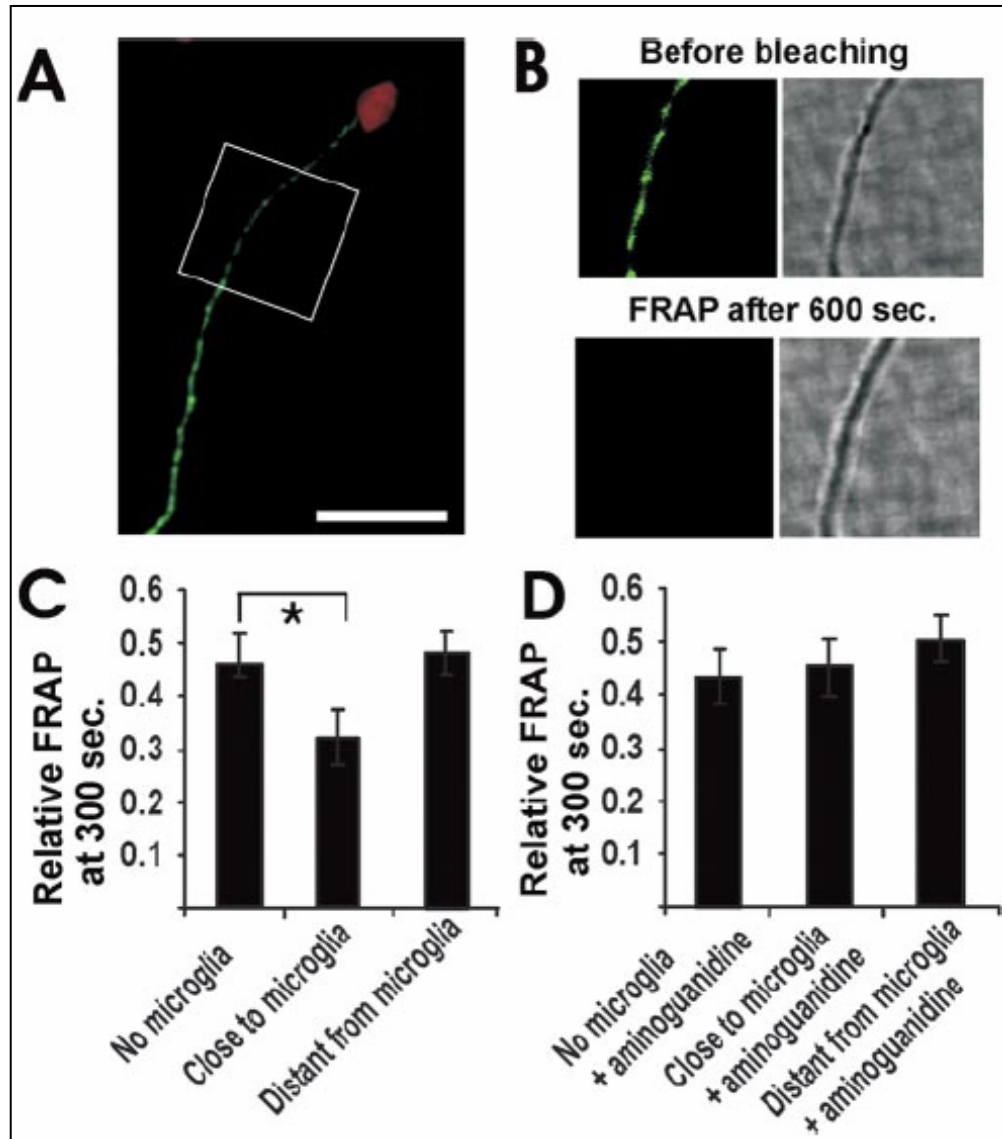 A
B
Before bleaching
FRAP after 600 sec.
C
Relative FRAP
at 300 sec.
0.6
0.5
0.4
0.3
0.2
0.1
*
No microglia
Close to microglia
Distant from microglia
D
Relative FRAP
at 300 sec.
0.6
0.5
0.4
0.3
0.2
0.1
No microglia
+ aminoguanidine
Close to microglia
+ aminoguanidine
Distant from microglia
+ aminoguanidine